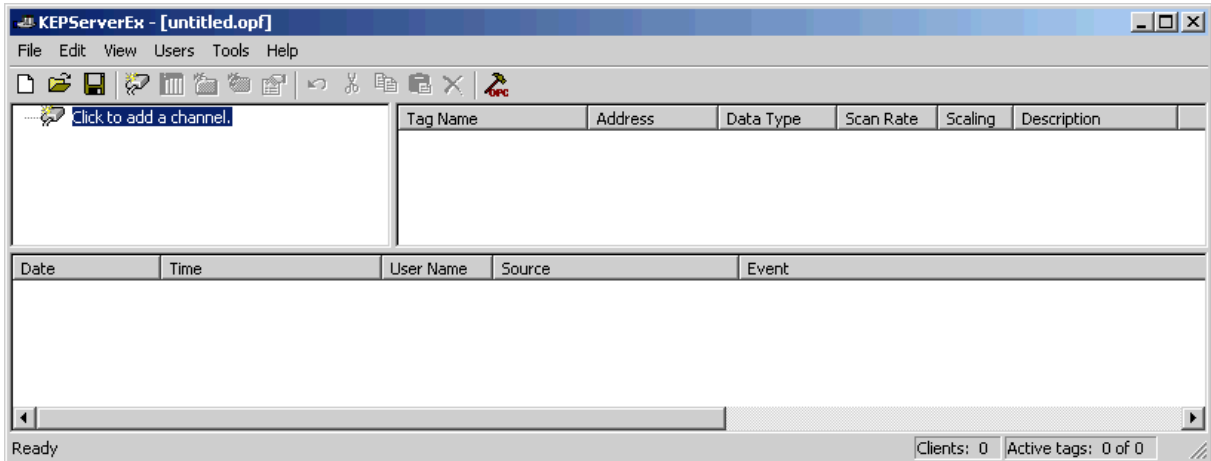 KEPServerEx - [untitled.opf]
File Edit View Users Tools Help
OPC
Click to add a channel.
Tag Name Address Data Type Scan Rate Scaling Description
Date Time User Name Source Event
Ready Clients: 0 Active tags: 0 of 0